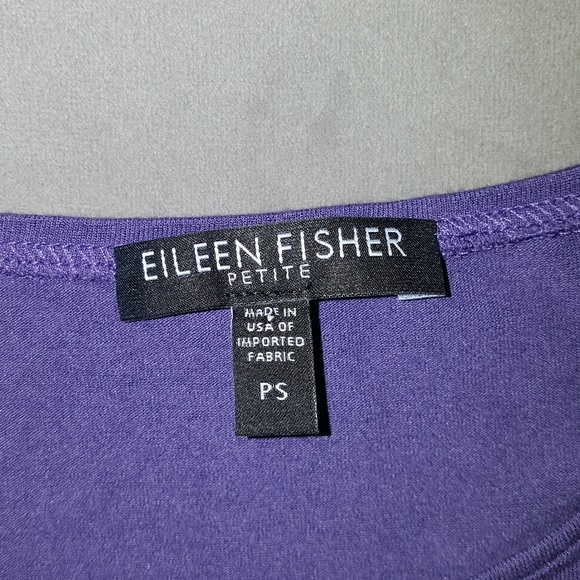 EILEEN FISHER
PETITE
MADE IN
USA OF
IMPORTED
FABRIC
PS